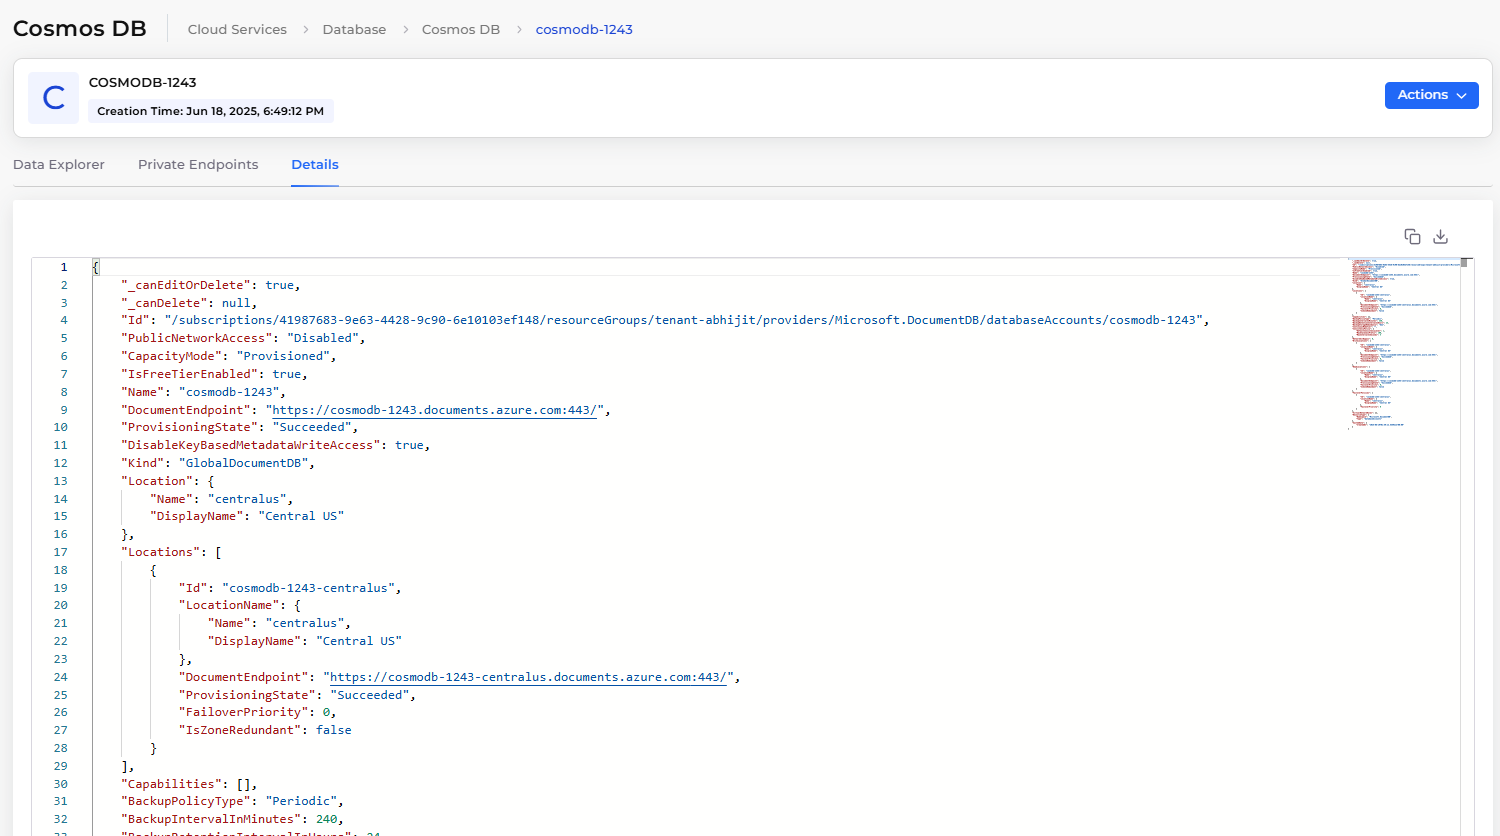 Cosmos DB
Cloud Services > Database > Cosmos DB > cosmodb-1243
C
COSMODB-1243
Creation Time: Jun 18, 2025, 6:49:12 PM
Actions
Data Explorer
Private Endpoints
Details
1 {
2 "_canEditOrDelete": true,
3 "_canDelete": null,
4 "Id": "/subscriptions/41987683-9e63-4428-9c90-6e10103ef148/resourceGroups/tenant-abhijit/providers/Microsoft.DocumentDB/databaseAccounts/cosmodb-1243",
5 "PublicNetworkAccess": "Disabled",
6 "CapacityMode": "Provisioned",
7 "IsFreeTierEnabled": true,
8 "Name": "cosmodb-1243",
9 "DocumentEndpoint": "https://cosmodb-1243.documents.azure.com:443/",
10 "ProvisioningState": "Succeeded",
11 "DisableKeyBasedMetadataWriteAccess": true,
12 "Kind": "GlobalDocumentDB",
13 "Location": {
14 "Name": "centralus",
15 "DisplayName": "Central US"
16 },
17 "Locations": [
18 {
19 "Id": "cosmodb-1243-centralus",
20 "LocationName": {
21 "Name": "centralus",
22 "DisplayName": "Central US"
23 },
24 "DocumentEndpoint": "https://cosmodb-1243-centralus.documents.azure.com:443/",
25 "ProvisioningState": "Succeeded",
26 "FailoverPriority": 0,
27 "IsZoneRedundant": false
28 }
29 ],
30 "Capabilities": [],
31 "BackupPolicyType": "Periodic",
32 "BackupIntervalInMinutes": 240,
33 "BackupRetentionIntervalInHours": 24